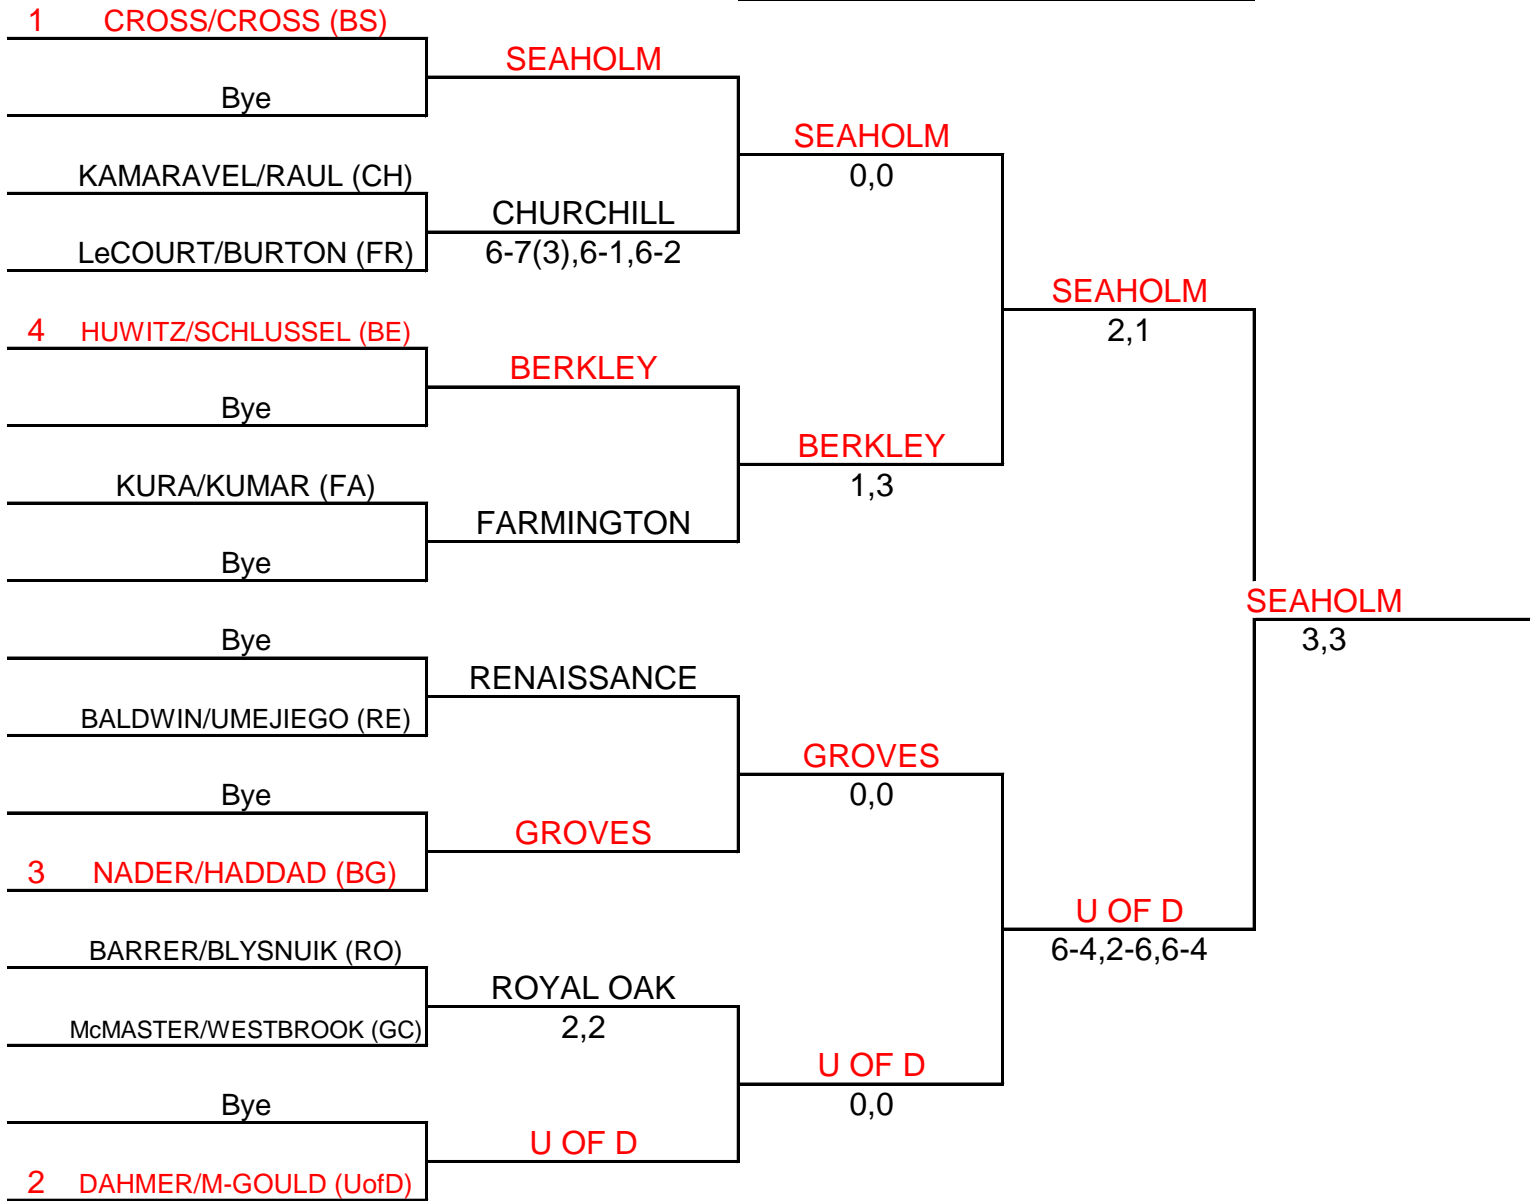 1 CROSS/CROSS (BS)
SEAHOLM
Bye
SEAHOLM
0,0
KAMARAVEL/RAUL (CH)
CHURCHILL
6-7(3),6-1,6-2
LeCOURT/BURTON (FR)
SEAHOLM
2,1
4 HUWITZ/SCHLUSSEL (BE)
BERKLEY
Bye
BERKLEY
1,3
KURA/KUMAR (FA)
FARMINGTON
Bye
SEAHOLM
3,3
Bye
RENAISSANCE
BALDWIN/UMEJIEGO (RE)
GROVES
0,0
Bye
GROVES
3 NADER/HADDAD (BG)
U OF D
6-4,2-6,6-4
BARRER/BLYSNUIK (RO)
ROYAL OAK
2,2
McMASTER/WESTBROOK (GC)
U OF D
0,0
Bye
U OF D
2 DAHMER/M-GOULD (UofD)